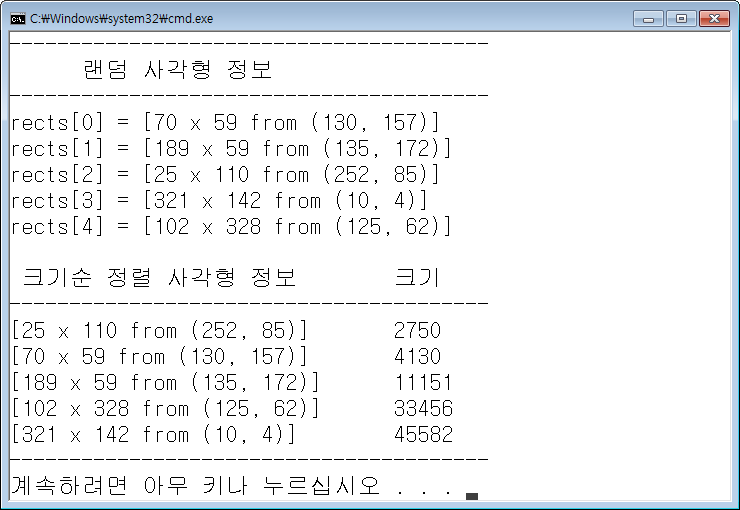 C:₩Windows₩system32₩cmd.exe
-----------------------------------------
랜덤 사각형 정보
-----------------------------------------
rects[0] = [70 x 59 from (130, 157)]
rects[1] = [189 x 59 from (135, 172)]
rects[2] = [25 x 110 from (252, 85)]
rects[3] = [321 x 142 from (10, 4)]
rects[4] = [102 x 328 from (125, 62)]
크기순 정렬 사각형 정보 크기
-----------------------------------------
[25 x 110 from (252, 85)] 2750
[70 x 59 from (130, 157)] 4130
[189 x 59 from (135, 172)] 11151
[102 x 328 from (125, 62)] 33456
[321 x 142 from (10, 4)] 45582
-----------------------------------------
계속하려면 아무 키나 누르십시오 . . .